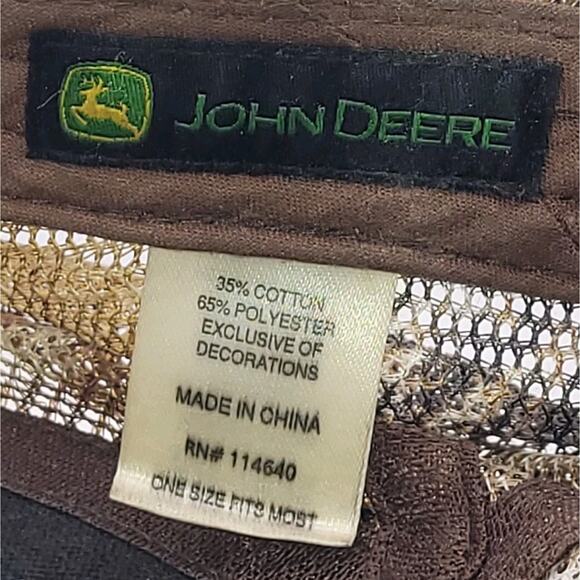 JOHN DEERE
35% COTTON
65% POLYESTER
EXCLUSIVE OF
DECORATIONS
MADE IN CHINA
RN# 114640
ONE SIZE FITS MOST